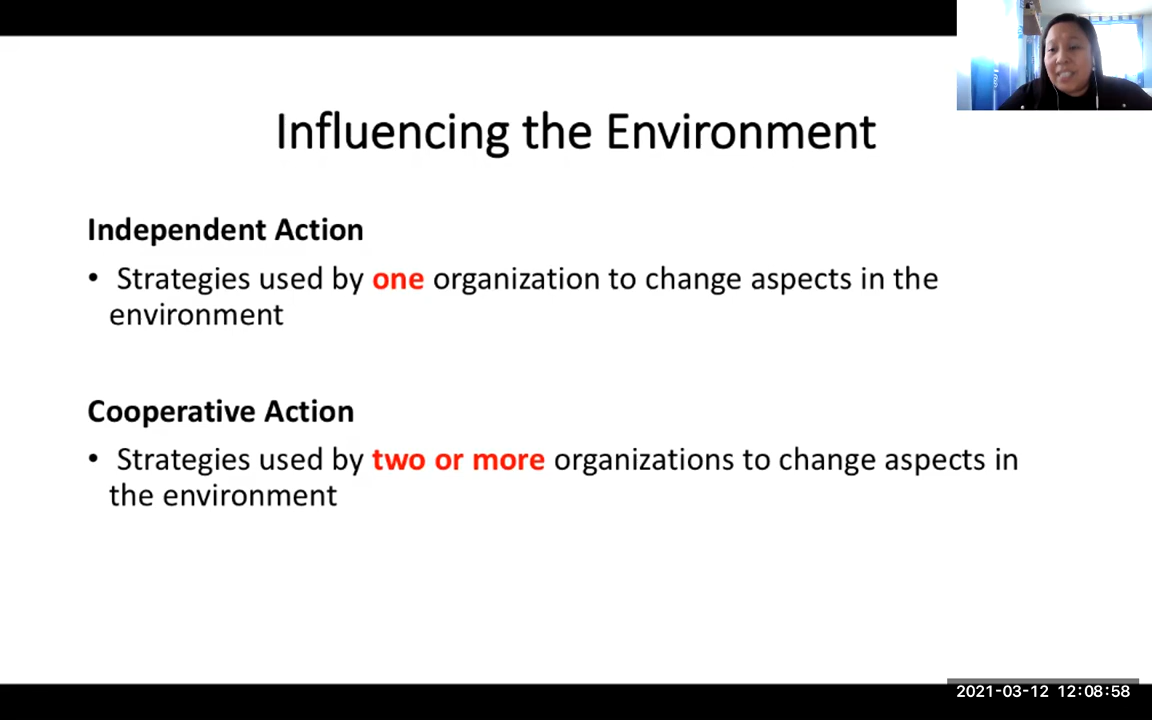 Influencing the Environment
Independent Action
• Strategies used by one organization to change aspects in the
environment
Cooperative Action
• Strategies used by two or more organizations to change aspects in
the environment
2021-03-12 12:08:58